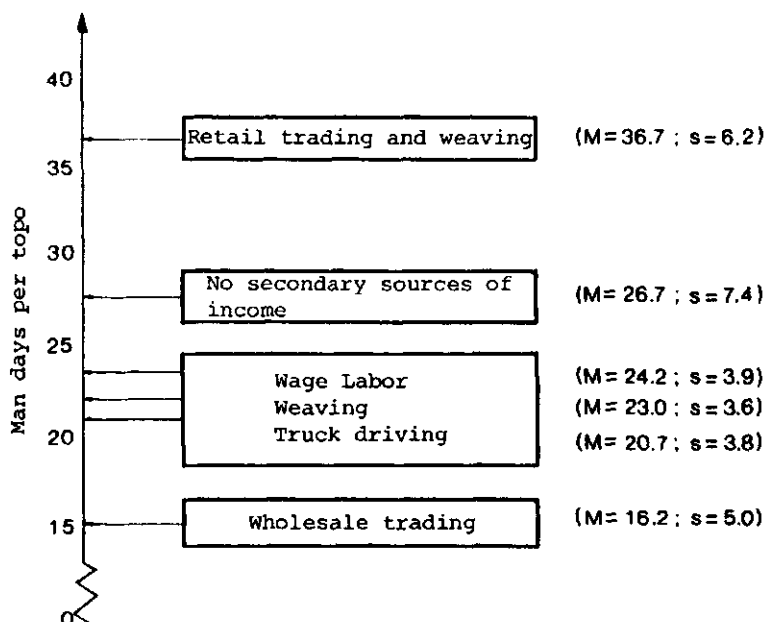 40
Retail trading and weaving (M=36.7 ; s=6.2)
35
30
No secondary sources of
income
(M=26.7 ; s=7.4)
25
Wage Labor (M=24.2 ; s=3.9)
Weaving (M=23.0 ; s=3.6)
Truck driving (M=20.7 ; s=3.8)
20
Wholesale trading (M=16.2 ; s=5.0)
15
0
Man days per topo